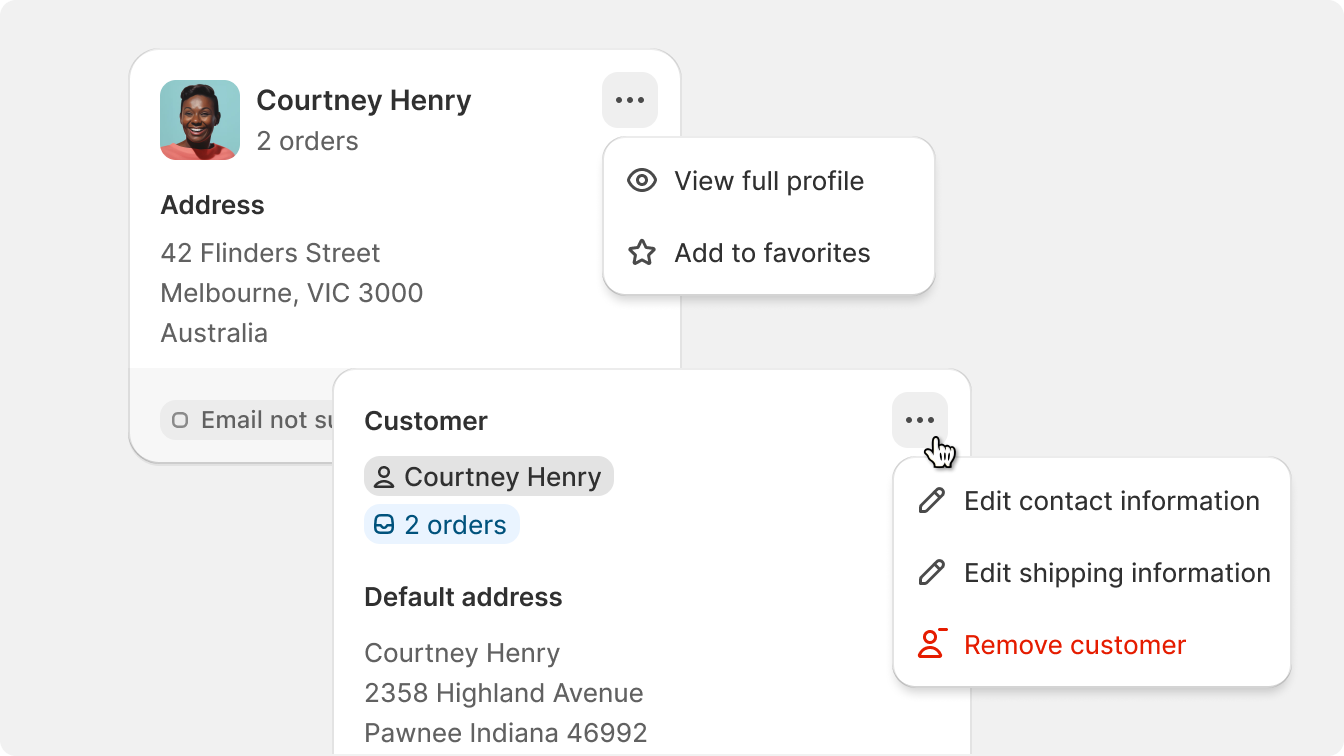 Courtney Henry
2 orders
View full profile
Add to favorites
Address
42 Flinders Street
Melbourne, VIC 3000
Australia
Email not
Customer
Courtney Henry
2 orders
Edit contact information
Edit shipping information
Remove customer
Default address
Courtney Henry
2358 Highland Avenue
Pawnee Indiana 46992